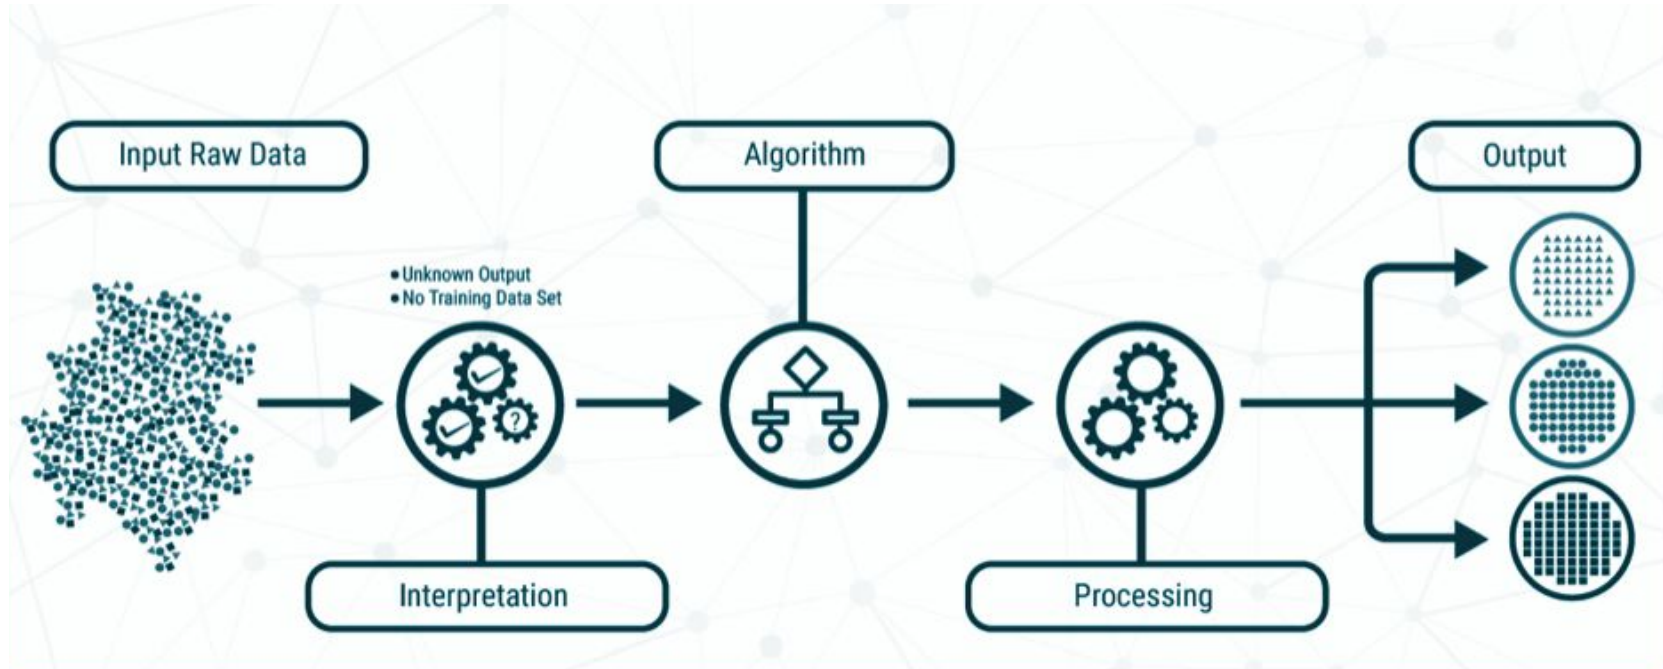 Input Raw Data
Algorithm
Output
• Unknown Output
• No Training Data Set
?
Interpretation
Processing